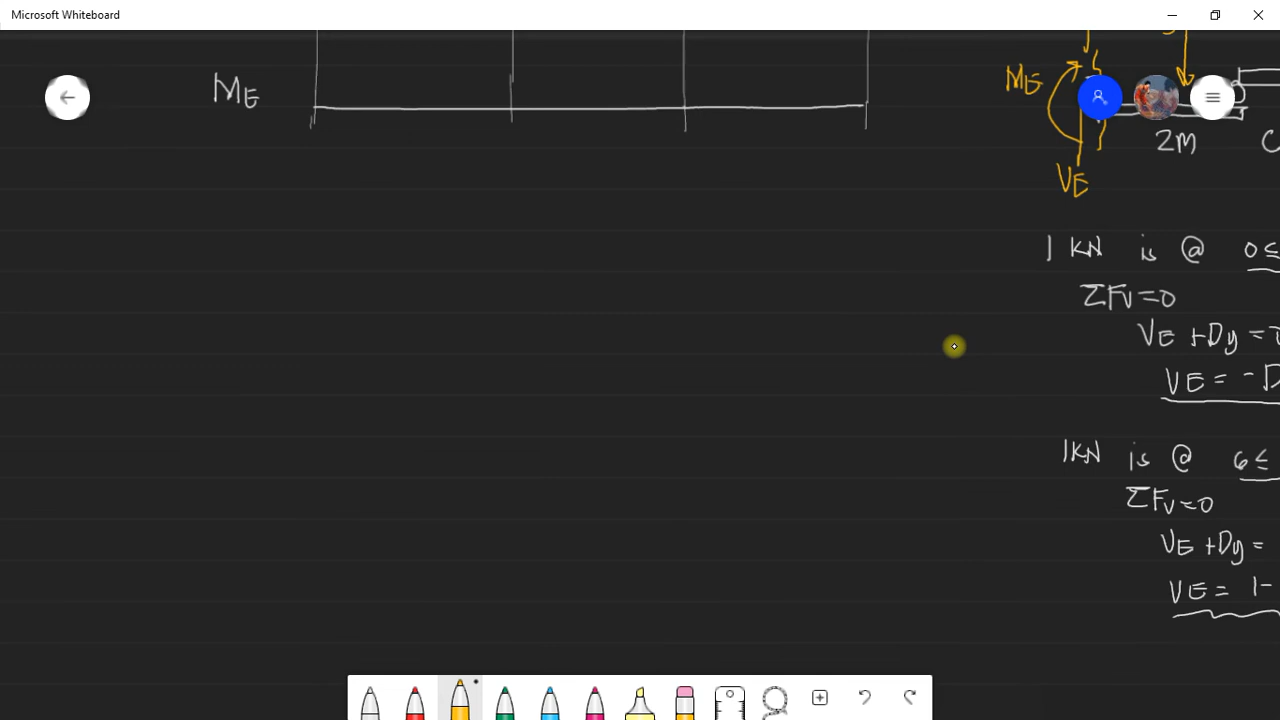 Microsoft Whiteboard
ME
ME
2M
VE
1 KN is @ 0≤
ΣFv=0
VE +Dy =
VE = -D
1KN is @ 6≤
ΣFv=0
VE +Dy =
VE = 1-